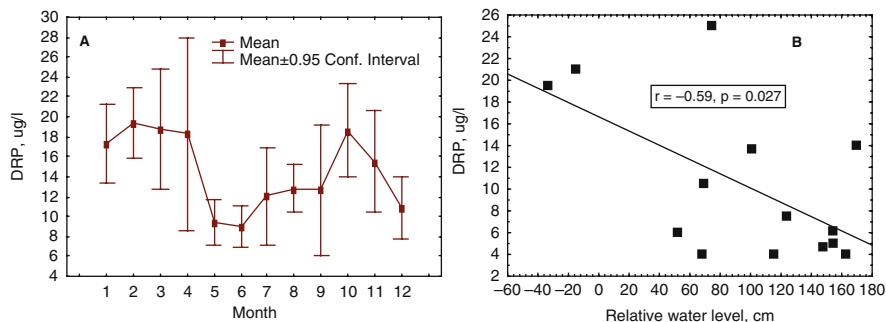 A
Mean
Mean±0.95 Conf. Interval
DRP, ug/l
30
28
26
24
22
20
18
16
14
12
10
8
6
4
1 2 3 4 5 6 7 8 9 10 11 12
Month
B
r = –0.59, p = 0.027
DRP, ug/l
26
24
22
20
18
16
14
12
10
8
6
4
2
–60 –40 –20 0 20 40 60 80 100 120 140 160 180
Relative water level, cm